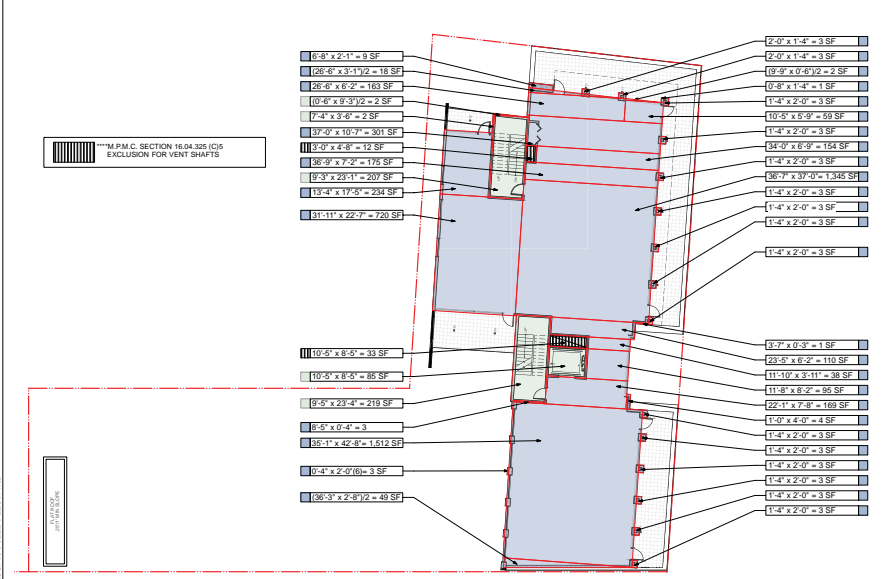 6'-8" x 2'-1" = 9 SF
(26'-6" x 3'-1")/2 = 18 SF
26'-6" x 6'-2" = 163 SF
(0'-6" x 9'-3")/2 = 2 SF
7'-4" x 3'-6" = 2 SF
37'-0" x 10'-7" = 301 SF
3'-0" x 4'-8" = 12 SF
36'-9" x 7'-2" = 175 SF
9'-3" x 23'-1" = 207 SF
13'-4" x 17'-5" = 234 SF
31'-11" x 22'-7" = 720 SF
****M.P.M.C. SECTION 16.04.325 (C)5
EXCLUSION FOR VENT SHAFTS
10'-5" x 8'-5" = 33 SF
10'-5" x 8'-5" = 85 SF
9'-5" x 23'-4" = 219 SF
8'-5" x 0'-4" = 3
35'-1" x 42'-8"= 1,512 SF
0'-4" x 2'-0"(6)= 3 SF
(36'-3" x 2'-8")/2 = 49 SF
FLAT ROOF
2'-0" x 1'-4" = 3 SF
2'-0" x 1'-4" = 3 SF
(9'-9" x 0'-6")/2 = 2 SF
0'-8" x 1'-4" = 1 SF
1'-4" x 2'-0" = 3 SF
10'-5" x 5'-9" = 59 SF
1'-4" x 2'-0" = 3 SF
34'-0" x 6'-9" = 154 SF
1'-4" x 2'-0" = 3 SF
36'-7" x 37'-0"= 1,345 SF
1'-4" x 2'-0" = 3 SF
1'-4" x 2'-0" = 3 SF
1'-4" x 2'-0" = 3 SF
1'-4" x 2'-0" = 3 SF
3'-7" x 0'-3" = 1 SF
23'-5" x 6'-2" = 110 SF
11'-10" x 3'-11" = 38 SF
11'-8" x 8'-2" = 95 SF
22'-1" x 7'-8" = 169 SF
1'-0" x 4'-0" = 4 SF
1'-4" x 2'-0" = 3 SF
1'-4" x 2'-0" = 3 SF
1'-4" x 2'-0" = 3 SF
1'-4" x 2'-0" = 3 SF
1'-4" x 2'-0" = 3 SF
1'-4" x 2'-0" = 3 SF